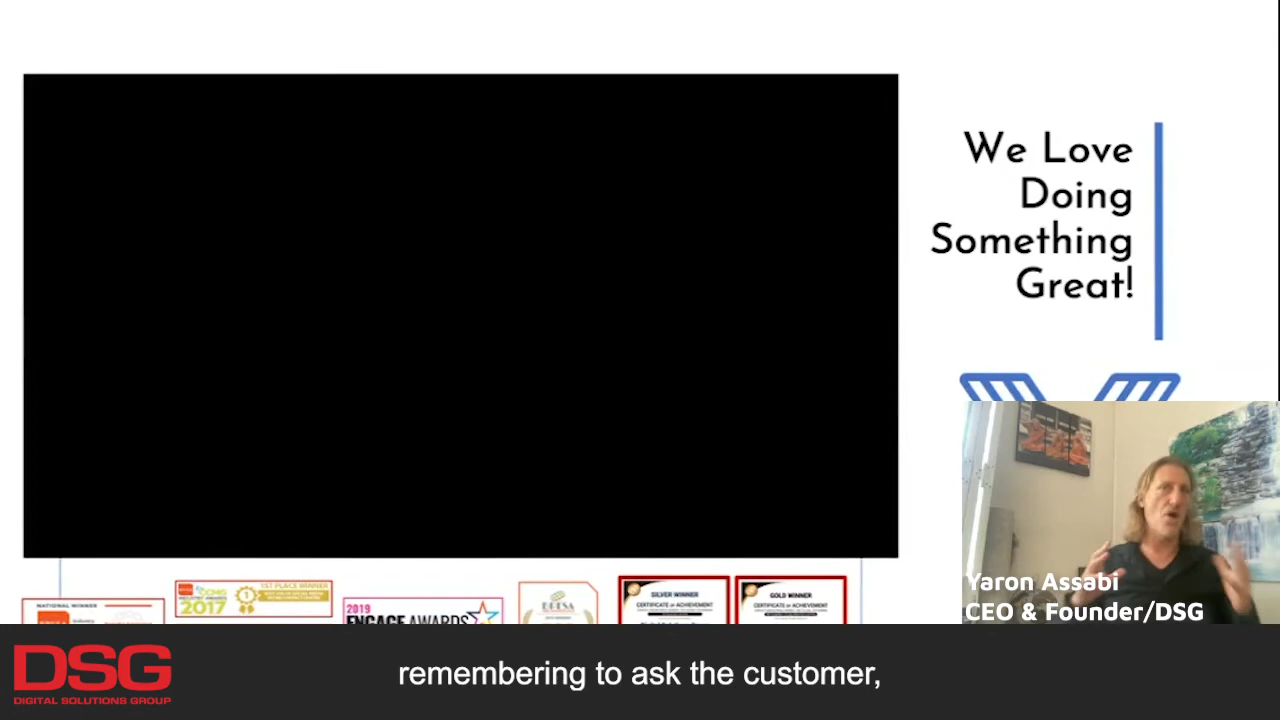 We Love
Doing
Something
Great!
NATIONAL WINNER
1ST PLACE WINNER
2017
2019
ENGAGE AWARDS
SILVER WINNER
CERTIFICATE of ACHIEVEMENT
GOLD WINNER
CERTIFICATE of ACHIEVEMENT
Yaron Assabi
CEO & Founder/DSG
DSG
DIGITAL SOLUTIONS GROUP
remembering to ask the customer,